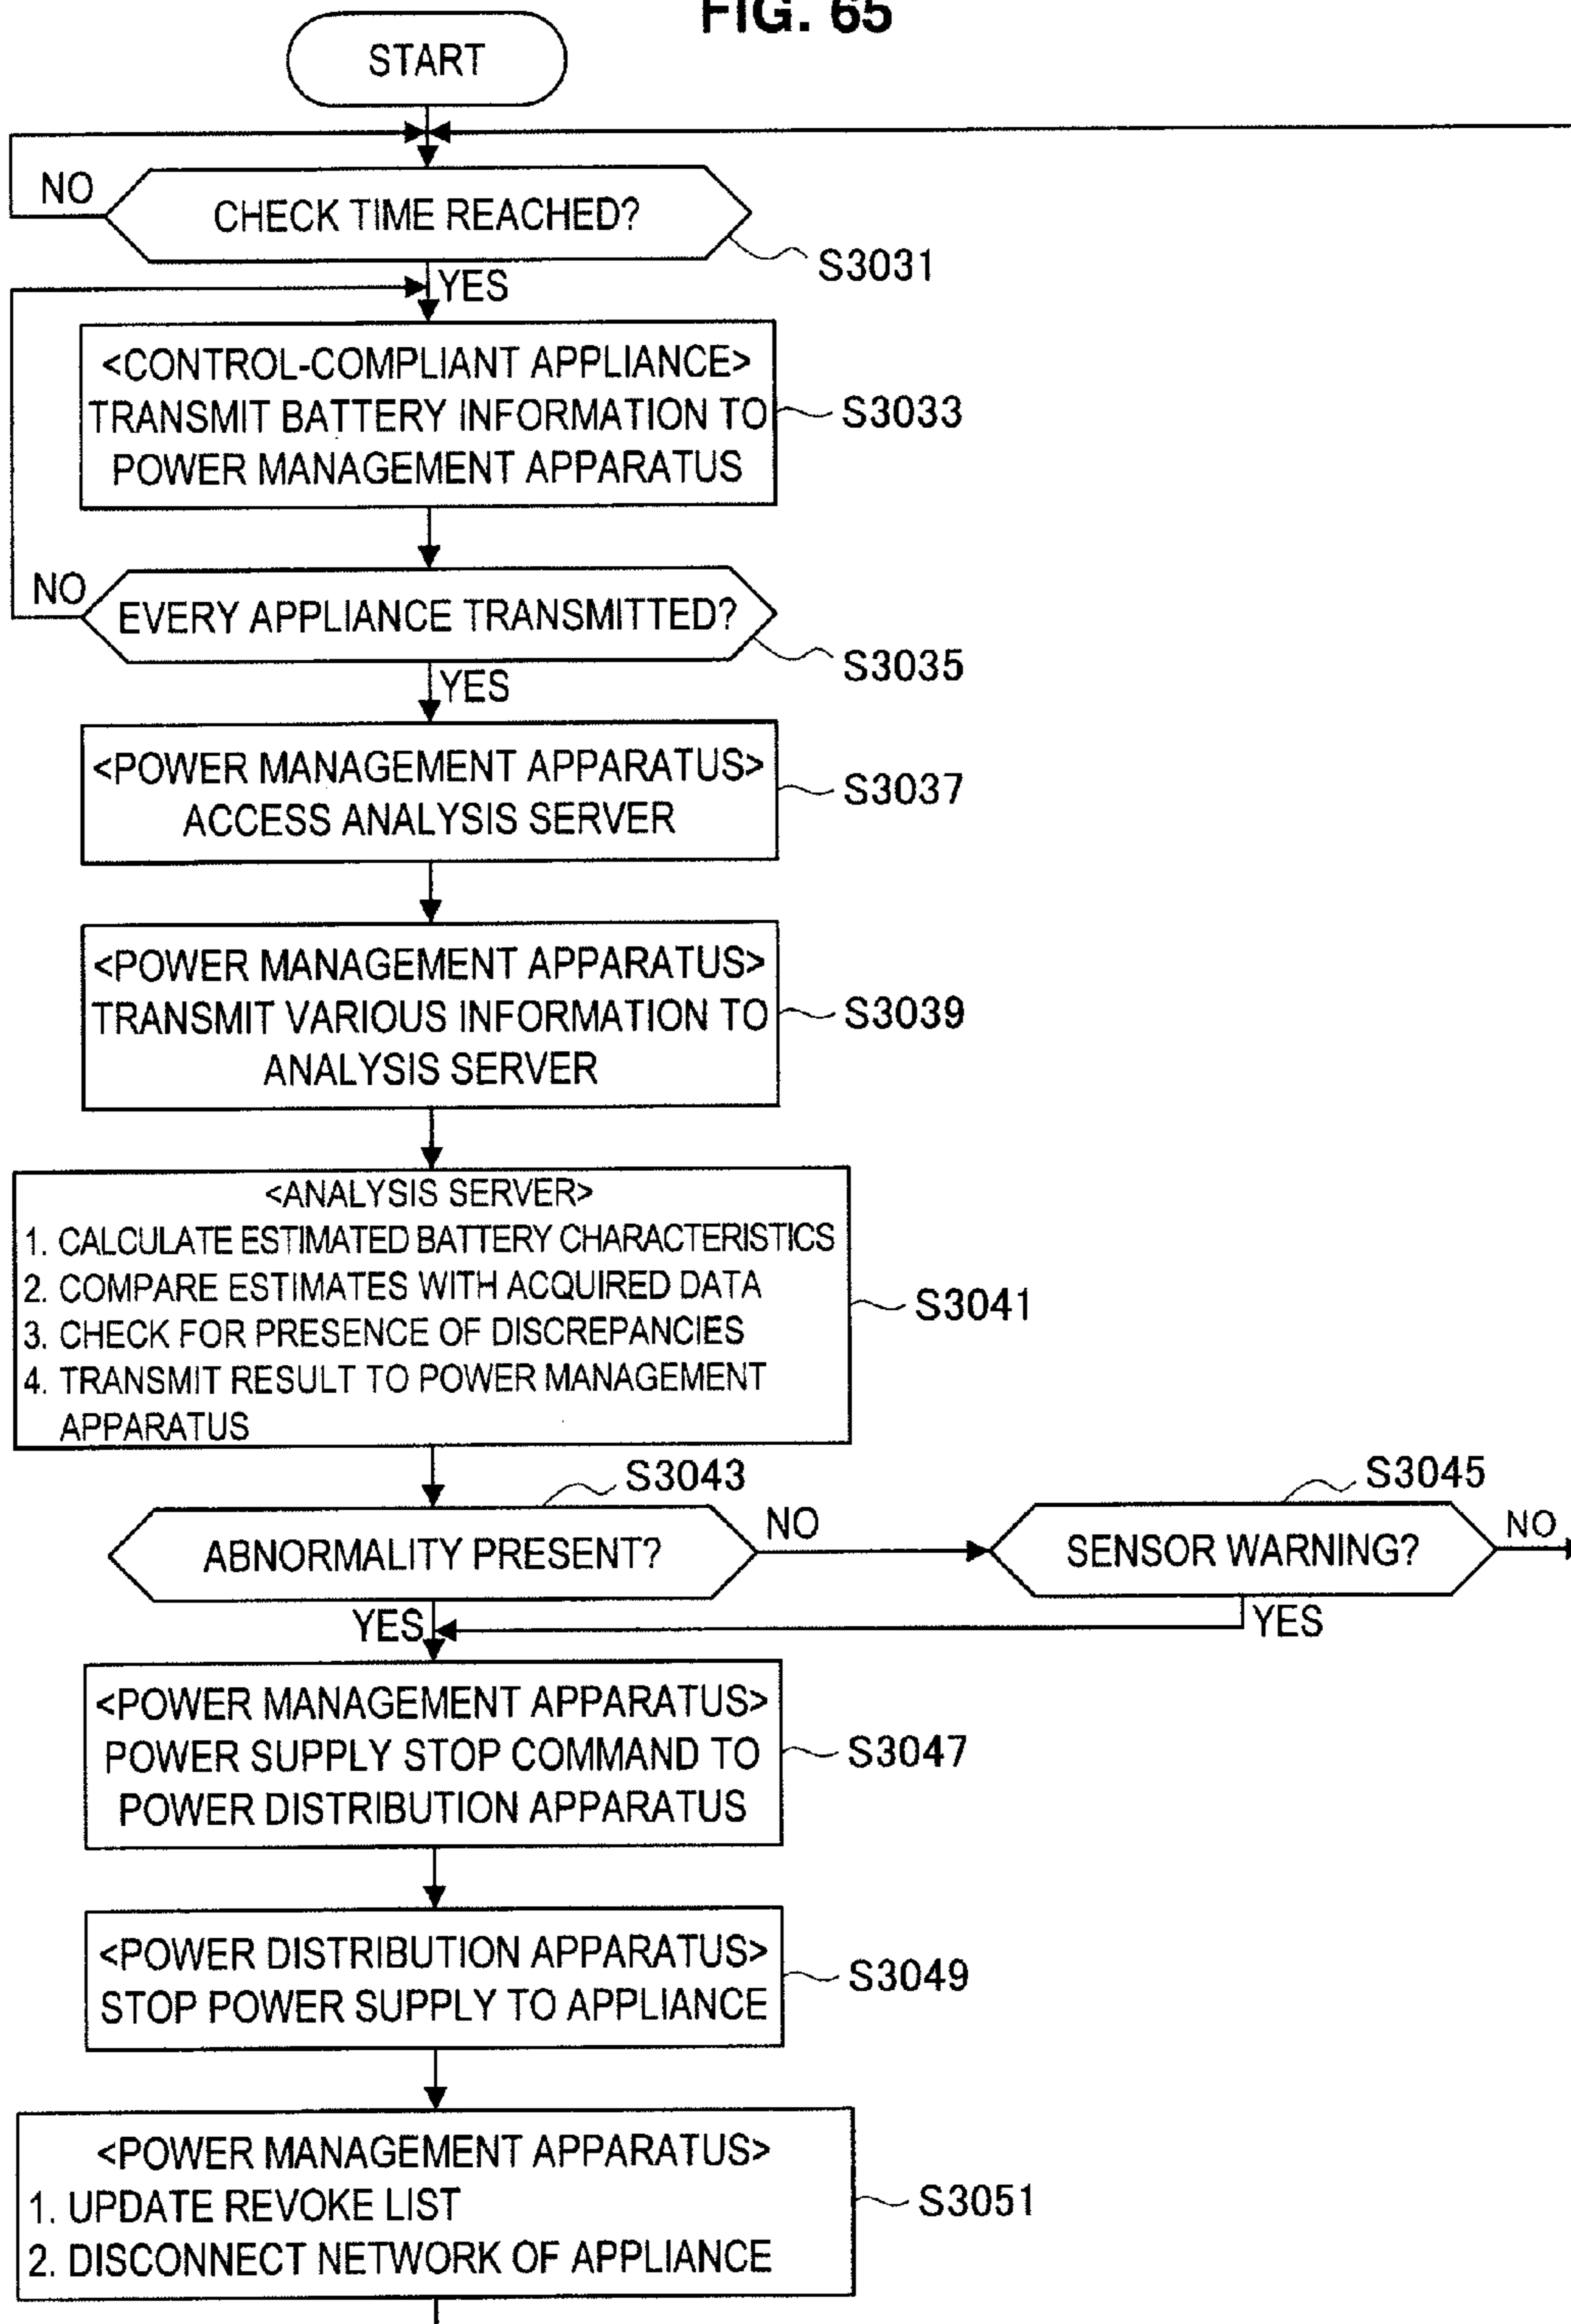 FIG. 65
START
NO
CHECK TIME REACHED?
S3031
YES
<CONTROL-COMPLIANT APPLIANCE>
TRANSMIT BATTERY INFORMATION TO
POWER MANAGEMENT APPARATUS
S3033
NO
EVERY APPLIANCE TRANSMITTED?
S3035
YES
<POWER MANAGEMENT APPARATUS>
ACCESS ANALYSIS SERVER
S3037
<POWER MANAGEMENT APPARATUS>
TRANSMIT VARIOUS INFORMATION TO
ANALYSIS SERVER
S3039
<ANALYSIS SERVER>
1. CALCULATE ESTIMATED BATTERY CHARACTERISTICS
2. COMPARE ESTIMATES WITH ACQUIRED DATA
3. CHECK FOR PRESENCE OF DISCREPANCIES
4. TRANSMIT RESULT TO POWER MANAGEMENT
APPARATUS
S3041
S3043
ABNORMALITY PRESENT?
NO
S3045
SENSOR WARNING?
NO
YES
YES
<POWER MANAGEMENT APPARATUS>
POWER SUPPLY STOP COMMAND TO
POWER DISTRIBUTION APPARATUS
S3047
<POWER DISTRIBUTION APPARATUS>
STOP POWER SUPPLY TO APPLIANCE
S3049
<POWER MANAGEMENT APPARATUS>
1. UPDATE REVOKE LIST
2. DISCONNECT NETWORK OF APPLIANCE
S3051